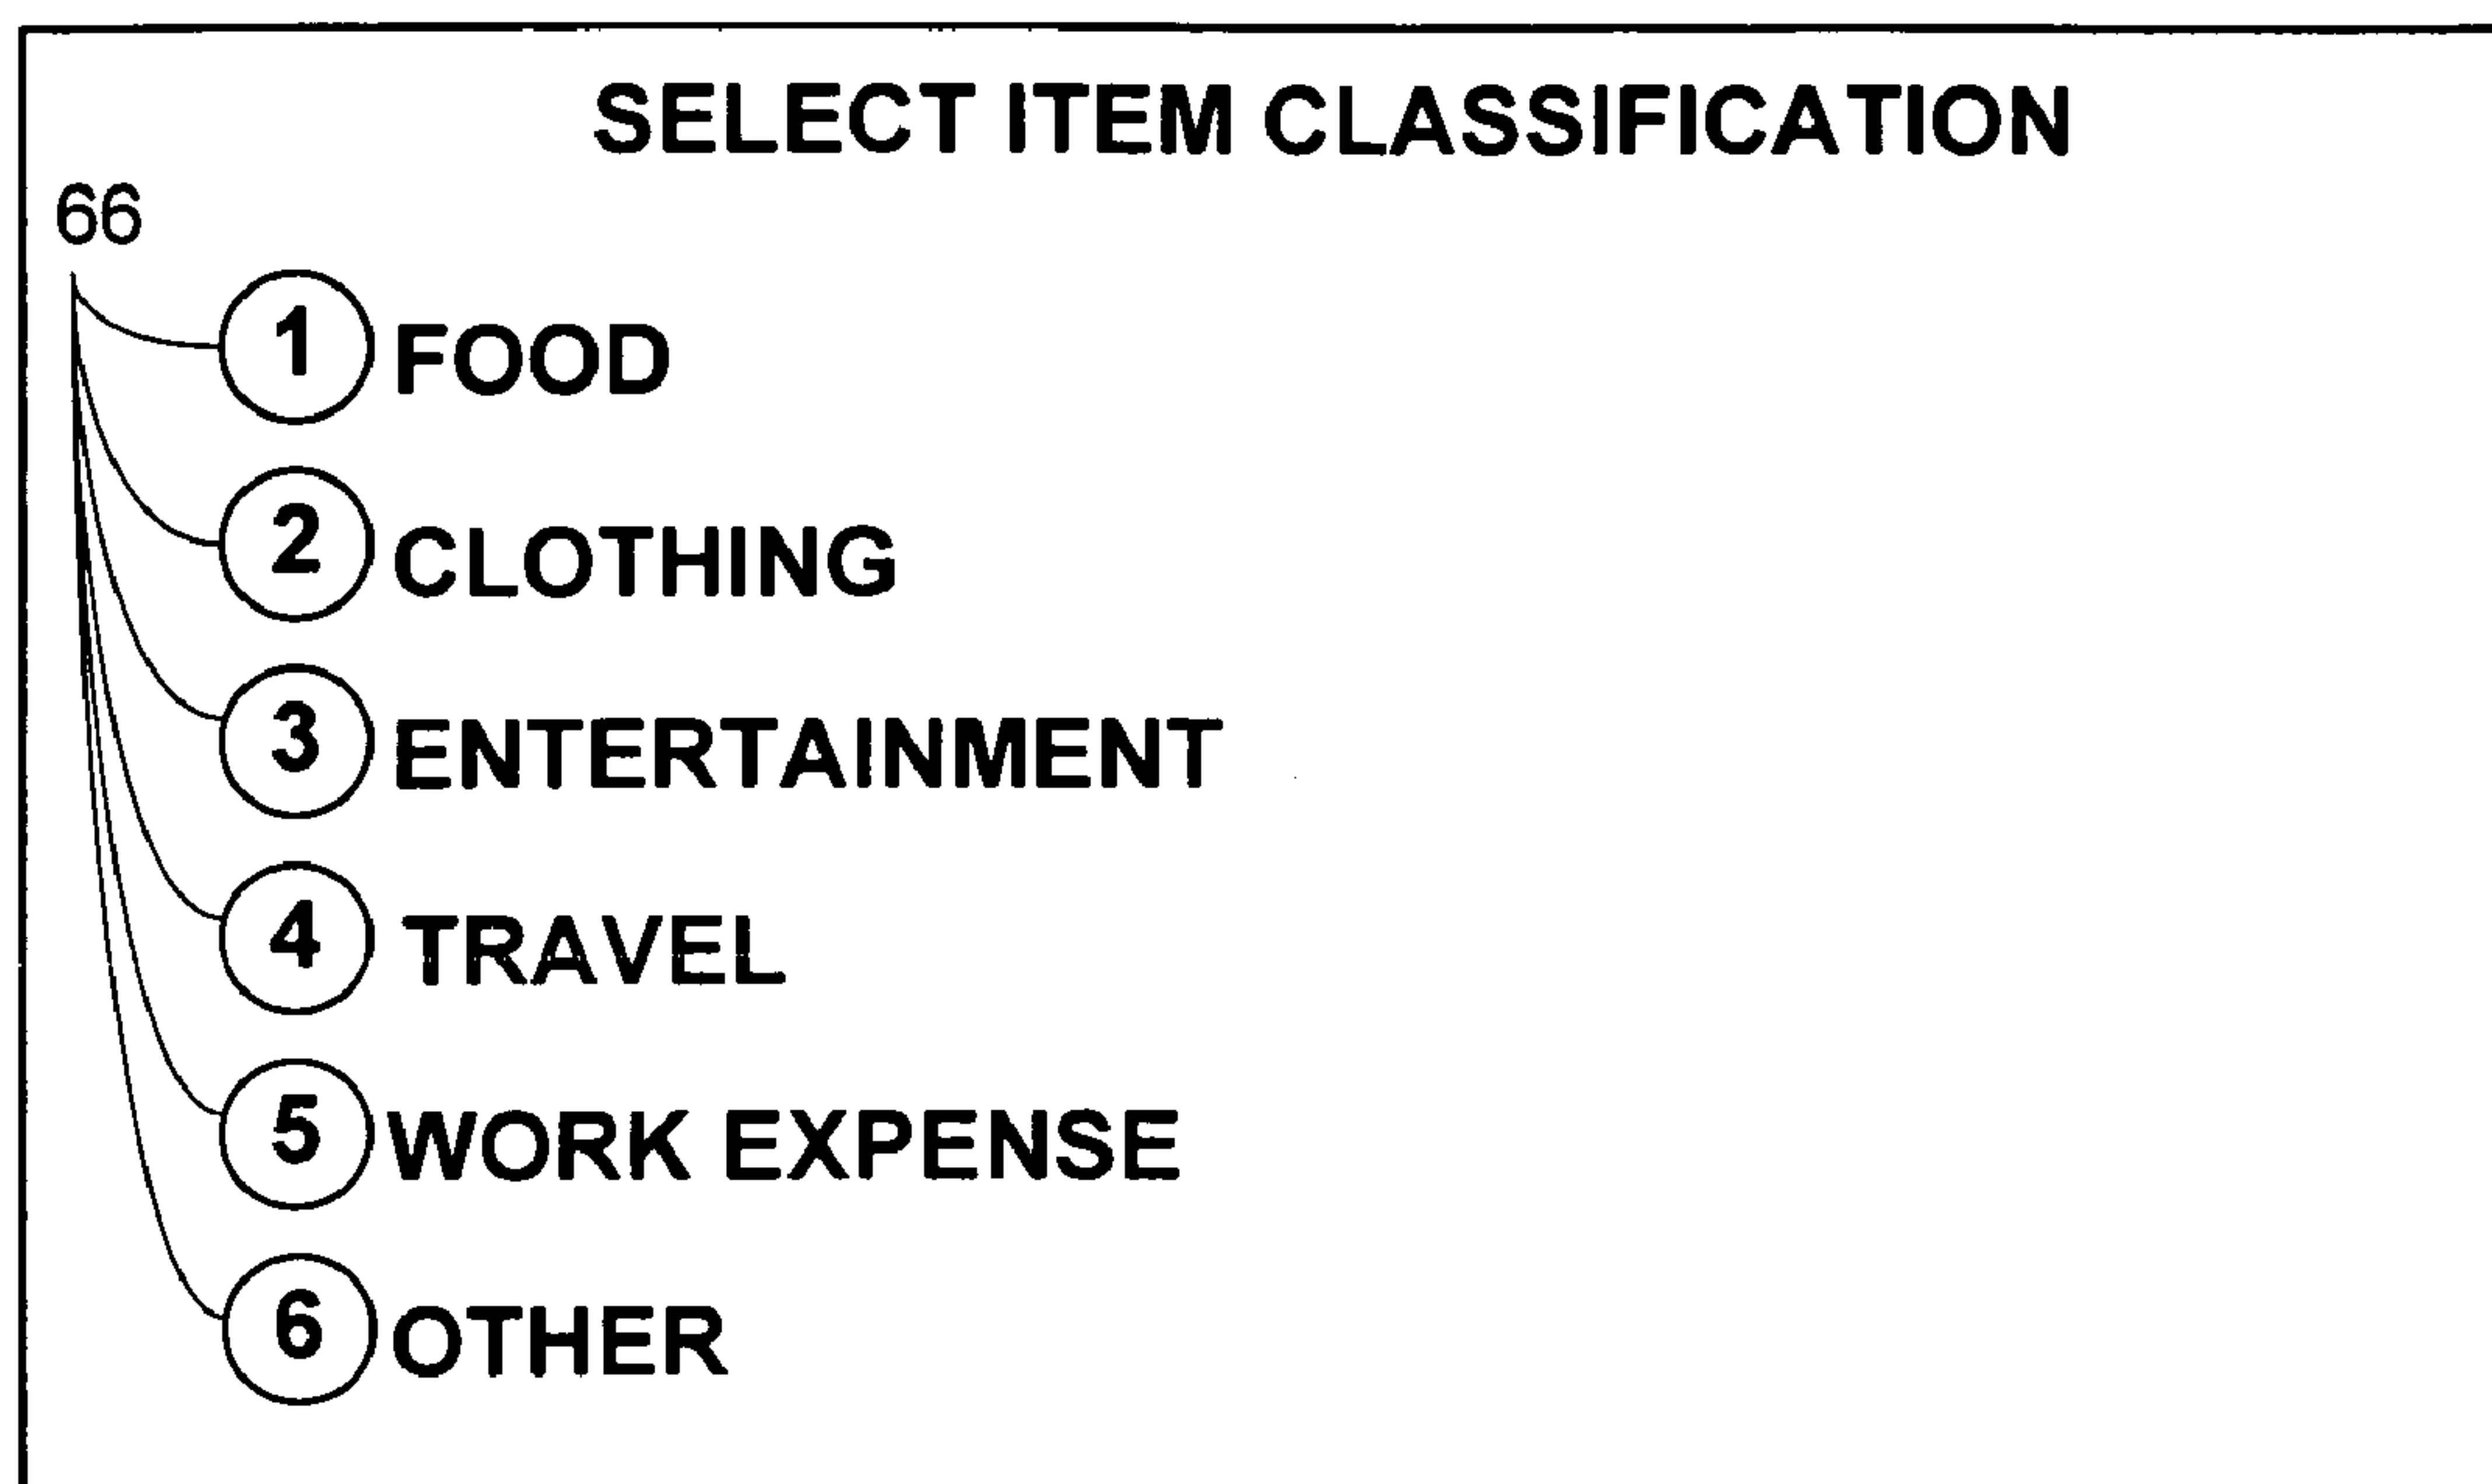 SELECT ITEM CLASSIFICATION
66
1 FOOD
2 CLOTHING
3 ENTERTAINMENT
4 TRAVEL
5 WORK EXPENSE
6 OTHER